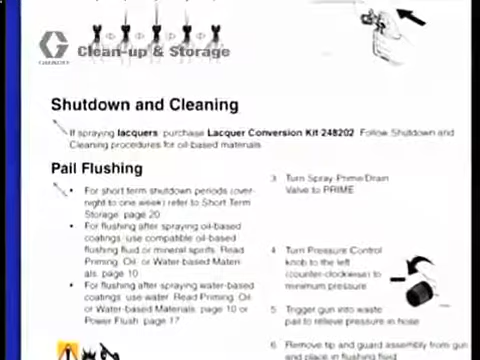 GRACO
Clean-up & Storage
Shutdown and Cleaning
If spraying lacquers purchase Lacquer Conversion Kit 248202 Follow Shutdown and
Cleaning procedures for oil-based materials
Pail Flushing
• For short term shutdown periods (over-
night to one week) refer to Short Term
Storage page 20
• For flushing after spraying oil-based
coatings use compatible oil-based
flushing fluid or mineral spirits. Read
Priming Oil or Water-based Materi-
als page 10
• For flushing after spraying water-based
coatings use water Read Priming Oil
or Water-based Materials page 10 or
Power Flush page 17
3 Turn Spray Prime/Drain
Valve to PRIME
4 Turn Pressure Control
knob to the left
(counter-clockwise) to
minimum pressure
5 Trigger gun into waste
pail to relieve pressure in hose
6 Remove tip and guard assembly from gun
and place in flushing fluid